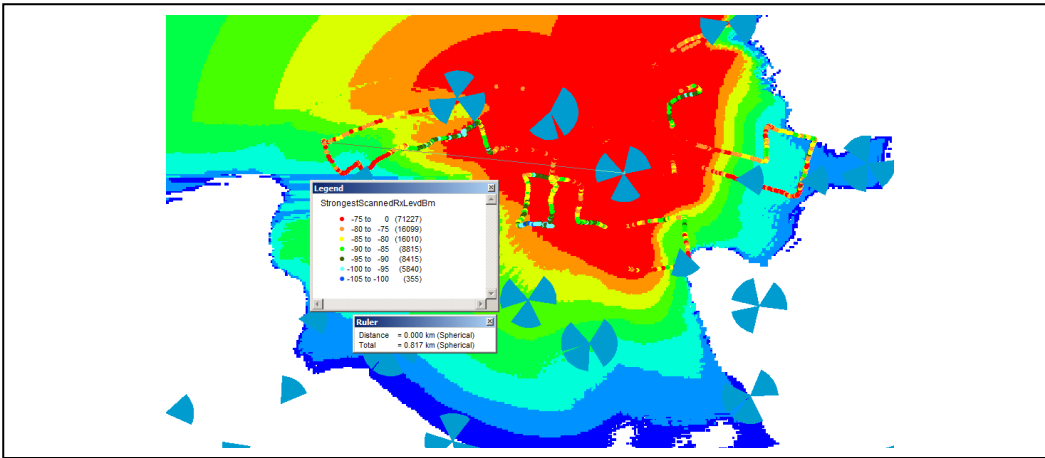 Legend
StrongestScannedRxLevdBm
-75 to 0 (71227)
-80 to -75 (16099)
-85 to -80 (16010)
-90 to -85 (8815)
-95 to -90 (8415)
-100 to -95 (5840)
-105 to -100 (355)
Ruler
Distance = 0.000 km (Spherical)
Total = 0.817 km (Spherical)